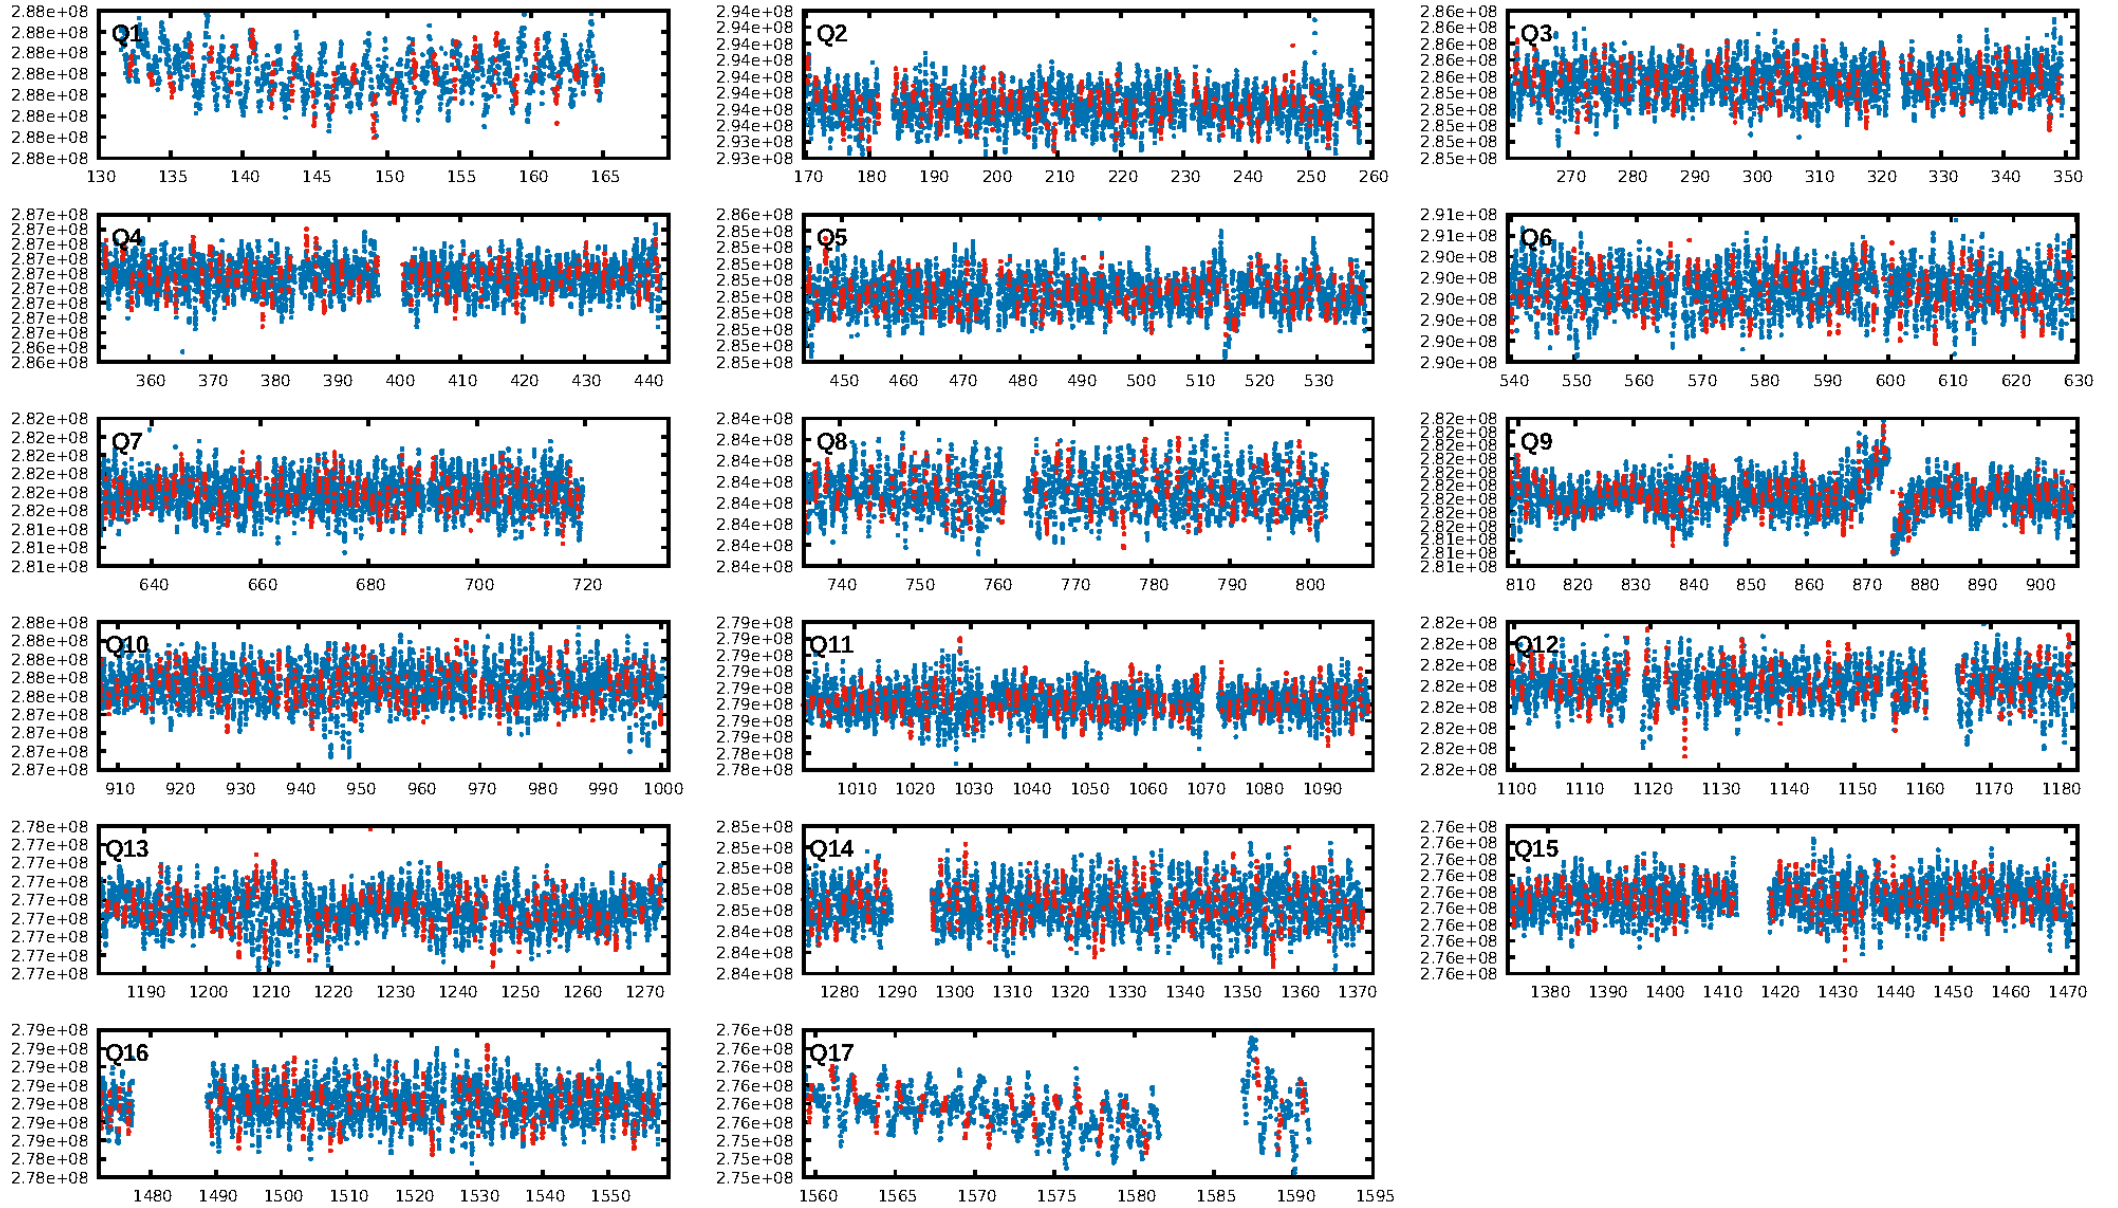 2.88e+08
2.88e+08
2.88e+08
2.88e+08
2.88e+08
2.88e+08
2.88e+08
2.88e+08
Q1
130 135 140 145 150 155 160 165
2.94e+08
2.94e+08
2.94e+08
2.94e+08
2.94e+08
2.94e+08
2.94e+08
2.94e+08
2.93e+08
2.93e+08
Q2
170 180 190 200 210 220 230 240 250 260
2.86e+08
2.86e+08
2.86e+08
2.86e+08
2.86e+08
2.85e+08
2.85e+08
2.85e+08
2.85e+08
2.85e+08
Q3
270 280 290 300 310 320 330 340 350
2.87e+08
2.87e+08
2.87e+08
2.87e+08
2.87e+08
2.87e+08
2.87e+08
2.87e+08
2.87e+08
2.86e+08
2.86e+08
Q4
360 370 380 390 400 410 420 430 440
2.86e+08
2.85e+08
2.85e+08
2.85e+08
2.85e+08
2.85e+08
2.85e+08
2.85e+08
2.85e+08
2.85e+08
Q5
450 460 470 480 490 500 510 520 530
2.91e+08
2.91e+08
2.90e+08
2.90e+08
2.90e+08
2.90e+08
2.90e+08
2.90e+08
Q6
540 550 560 570 580 590 600 610 620 630
2.82e+08
2.82e+08
2.82e+08
2.82e+08
2.82e+08
2.82e+08
2.81e+08
2.81e+08
2.81e+08
Q7
640 660 680 700 720
2.84e+08
2.84e+08
2.84e+08
2.84e+08
2.84e+08
2.84e+08
2.84e+08
2.84e+08
Q8
740 750 760 770 780 790 800
2.82e+08
2.82e+08
2.82e+08
2.82e+08
2.82e+08
2.82e+08
2.82e+08
2.82e+08
2.82e+08
2.81e+08
2.81e+08
2.81e+08
Q9
810 820 830 840 850 860 870 880 890 900
2.88e+08
2.88e+08
2.88e+08
2.88e+08
2.88e+08
2.87e+08
2.87e+08
2.87e+08
2.87e+08
Q10
910 920 930 940 950 960 970 980 990 1000
2.79e+08
2.79e+08
2.79e+08
2.79e+08
2.79e+08
2.79e+08
2.79e+08
2.79e+08
2.78e+08
2.78e+08
Q11
1010 1020 1030 1040 1050 1060 1070 1080 1090
2.82e+08
2.82e+08
2.82e+08
2.82e+08
2.82e+08
2.82e+08
2.82e+08
2.82e+08
Q12
1100 1110 1120 1130 1140 1150 1160 1170 1180
2.78e+08
2.77e+08
2.77e+08
2.77e+08
2.77e+08
2.77e+08
2.77e+08
2.77e+08
2.77e+08
Q13
1190 1200 1210 1220 1230 1240 1250 1260 1270
2.85e+08
2.85e+08
2.85e+08
2.85e+08
2.85e+08
2.84e+08
2.84e+08
2.84e+08
Q14
1280 1290 1300 1310 1320 1330 1340 1350 1360 1370
2.76e+08
2.76e+08
2.76e+08
2.76e+08
2.76e+08
2.76e+08
2.76e+08
2.76e+08
2.76e+08
2.76e+08
Q15
1380 1390 1400 1410 1420 1430 1440 1450 1460 1470
2.79e+08
2.79e+08
2.79e+08
2.79e+08
2.79e+08
2.79e+08
2.79e+08
2.78e+08
2.78e+08
Q16
1480 1490 1500 1510 1520 1530 1540 1550
2.76e+08
2.76e+08
2.76e+08
2.76e+08
2.76e+08
2.76e+08
2.75e+08
2.75e+08
2.75e+08
Q17
1560 1565 1570 1575 1580 1585 1590 1595